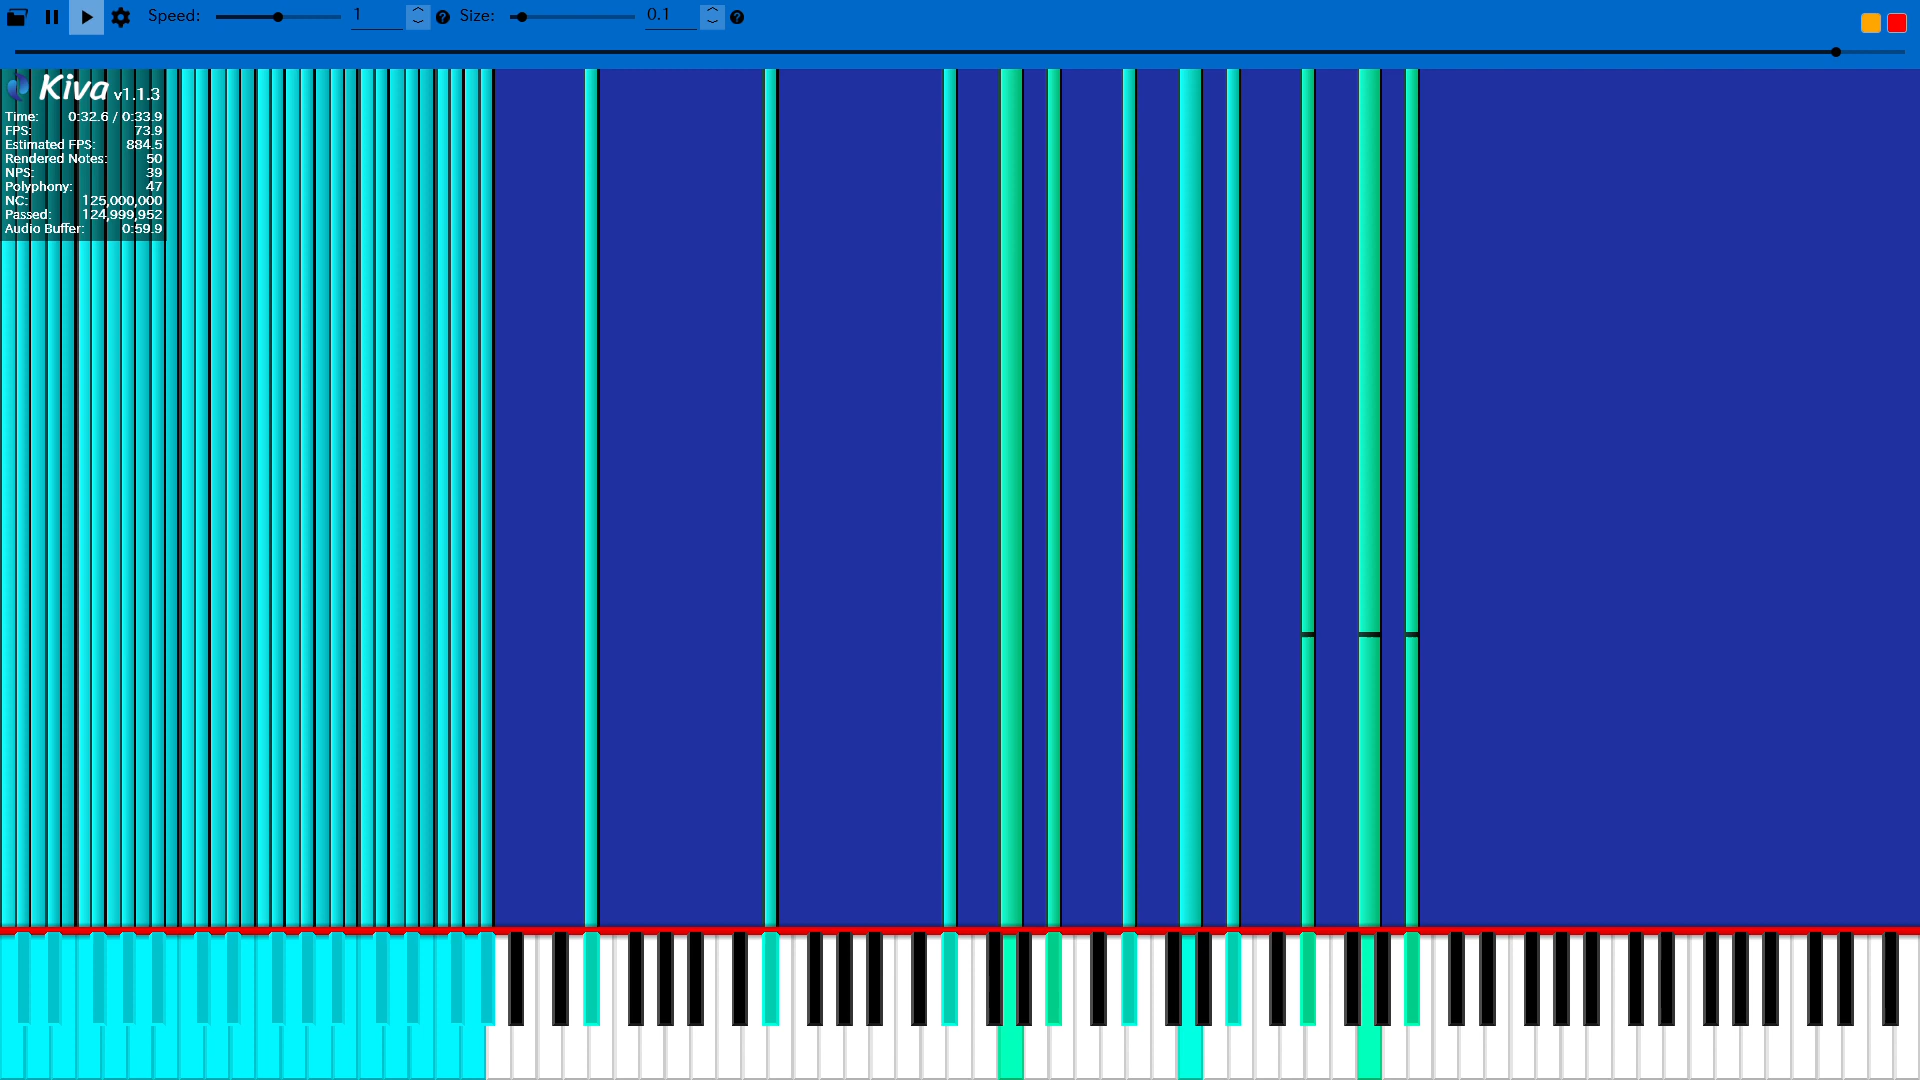 Speed: 1 Size: 0.1
Kiva v1.1.3
Time: 0:32.6 / 0:33.9
FPS: 73.9
Estimated FPS: 884.5
Rendered Notes: 50
NPS: 39
Polyphony: 47
NC: 125,000,000
Passed: 124,999,952
Audio Buffer: 0:59.9